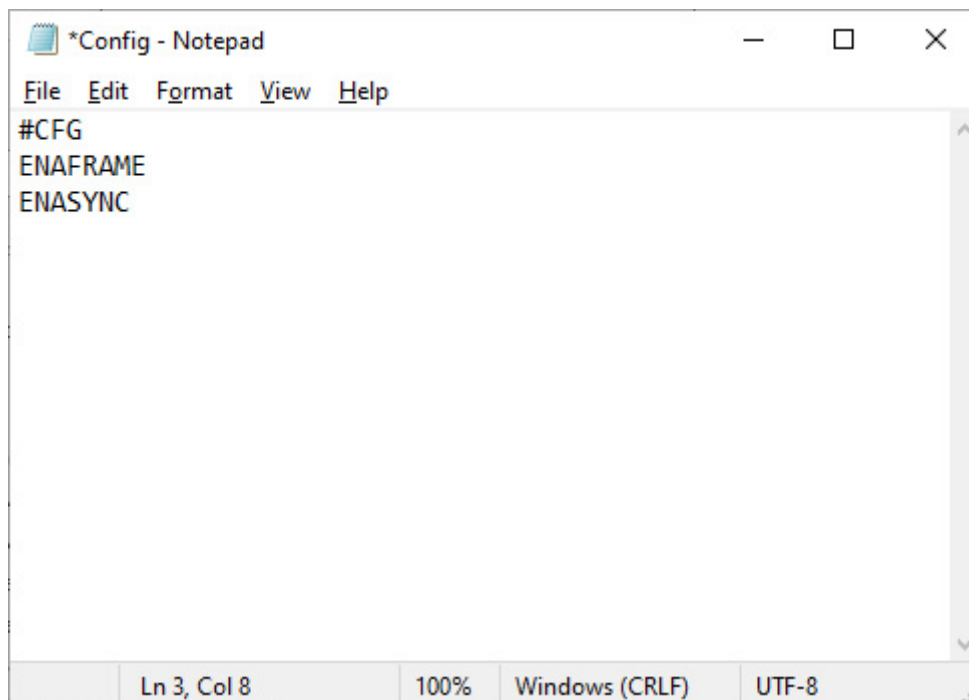 *Config - Notepad
File Edit Format View Help
#CFG
ENAFRAME
ENASYNC
Ln 3, Col 8 100% Windows (CRLF) UTF-8